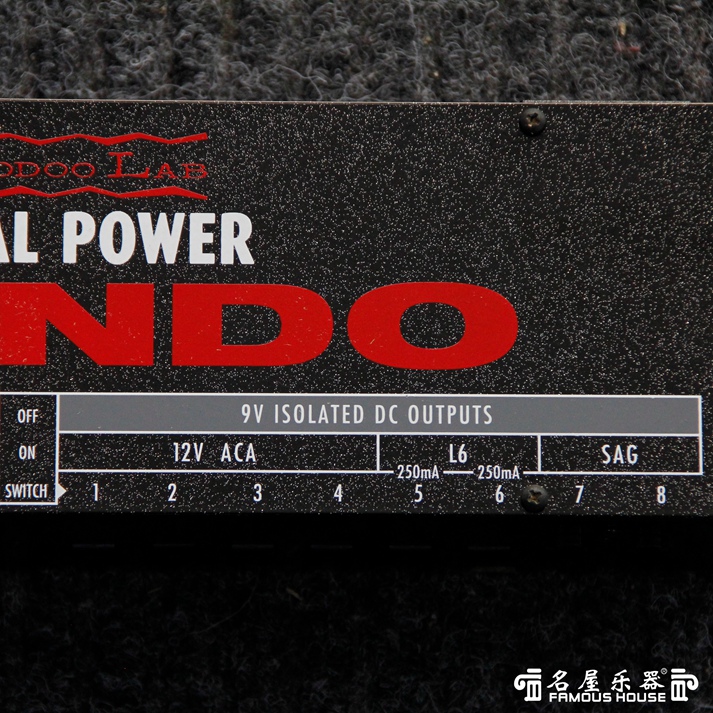 ODOO LAB
AL POWER
NDO
OFF 9V ISOLATED DC OUTPUTS
ON 12V ACA L6 SAG
250mA 250mA
SWITCH 1 2 3 4 5 6 7 8
名屋乐器®
FAMOUS HOUSE